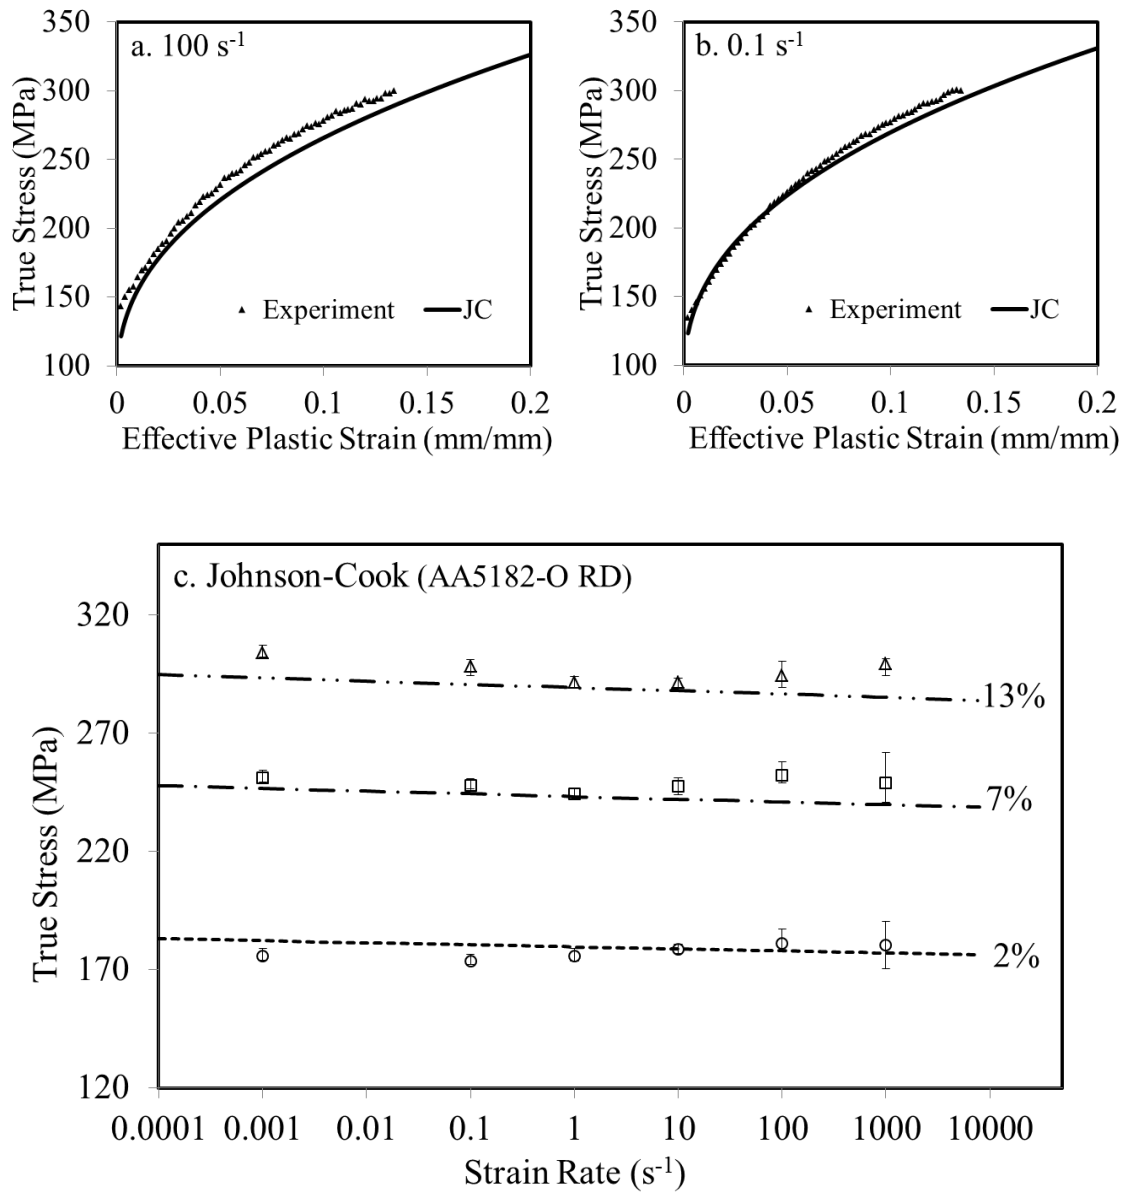 a. 100 s-1
350
300
250
200
150
100
True Stress (MPa)
Experiment JC
0 0.05 0.1 0.15 0.2
Effective Plastic Strain (mm/mm)
b. 0.1 s-1
350
300
250
200
150
100
True Stress (MPa)
Experiment JC
0 0.05 0.1 0.15 0.2
Effective Plastic Strain (mm/mm)
c. Johnson-Cook (AA5182-O RD)
320
270
220
170
120
True Stress (MPa)
13%
7%
2%
0.0001 0.001 0.01 0.1 1 10 100 1000 10000
Strain Rate (s-1)